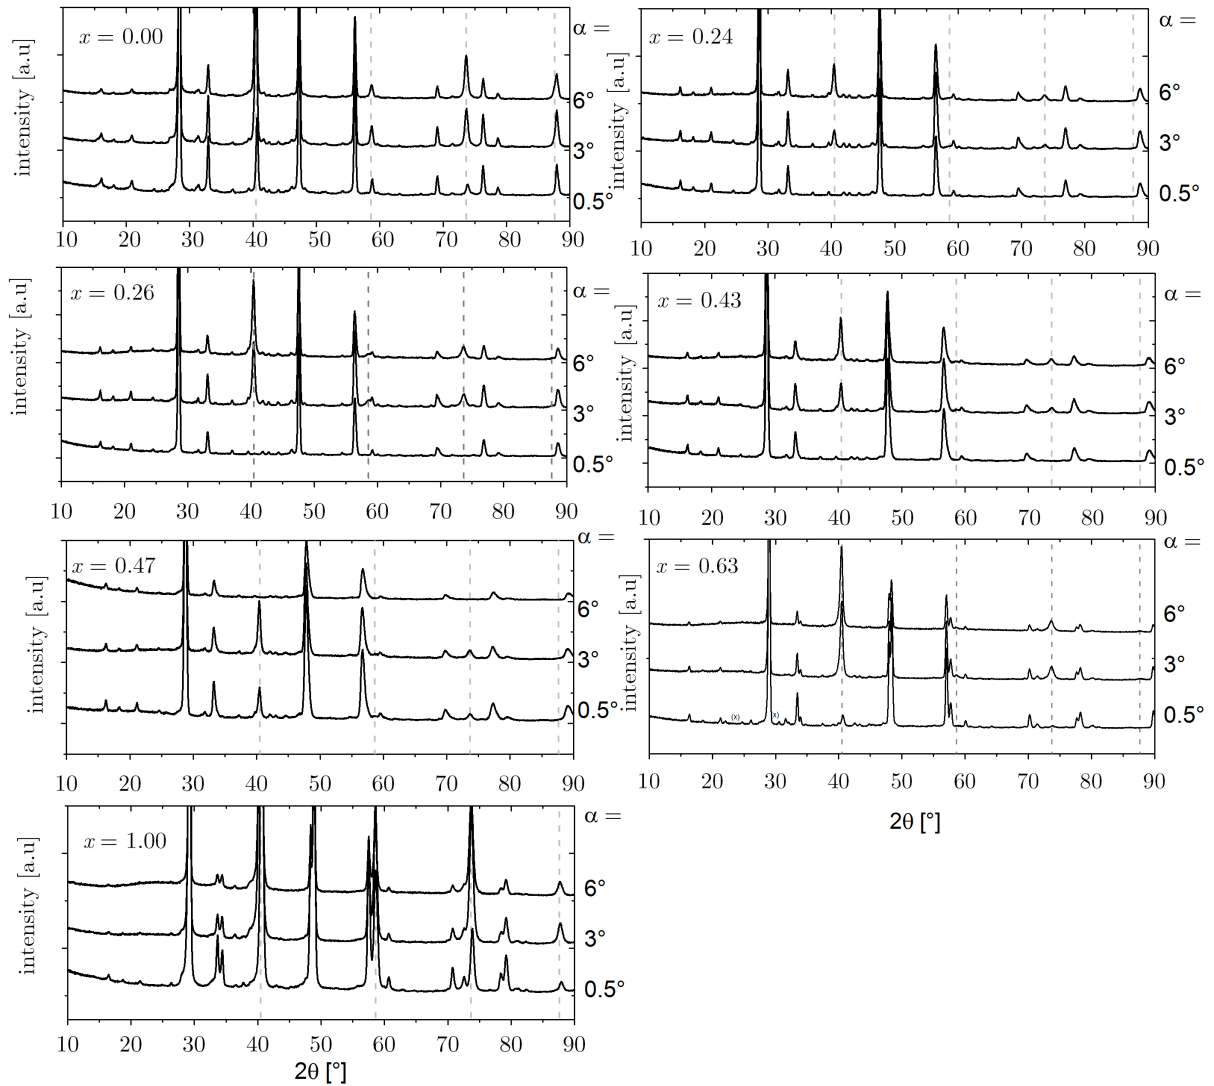 x = 0.00
α =
6°
3°
0.5°
intensity [a.u]
10 20 30 40 50 60 70 80 90
x = 0.24
α =
6°
3°
0.5°
intensity [a.u]
10 20 30 40 50 60 70 80 90
x = 0.26
α =
6°
3°
0.5°
intensity [a.u]
10 20 30 40 50 60 70 80 90
x = 0.43
α =
6°
3°
0.5°
intensity [a.u]
10 20 30 40 50 60 70 80 90
x = 0.47
α =
6°
3°
0.5°
intensity [a.u]
10 20 30 40 50 60 70 80 90
x = 0.63
α =
6°
3°
0.5°
(x) (x)
intensity [a.u]
10 20 30 40 50 60 70 80 90
2θ [°]
x = 1.00
α =
6°
3°
0.5°
intensity [a.u]
10 20 30 40 50 60 70 80 90
2θ [°]